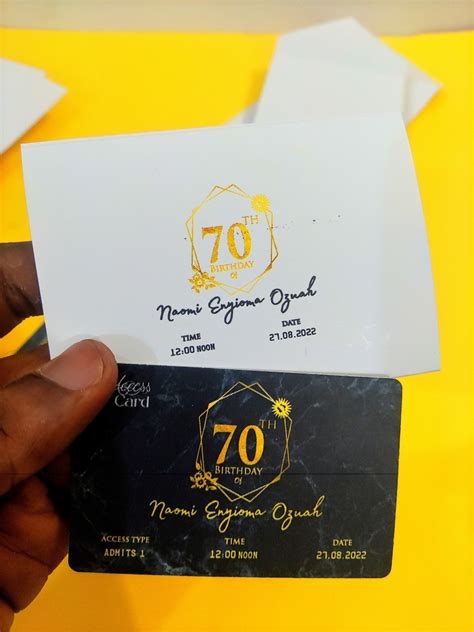 70TH
BIRTHDAY
of
Naomi Enyioma Ozuah
TIME DATE
12:00 NOON 27.08.2022
Access
Card
70TH
BIRTHDAY
of
Naomi Enyioma Ozuah
ACCESS TYPE TIME DATE
ADMITS 1 12:00 NOON 27.08.2022